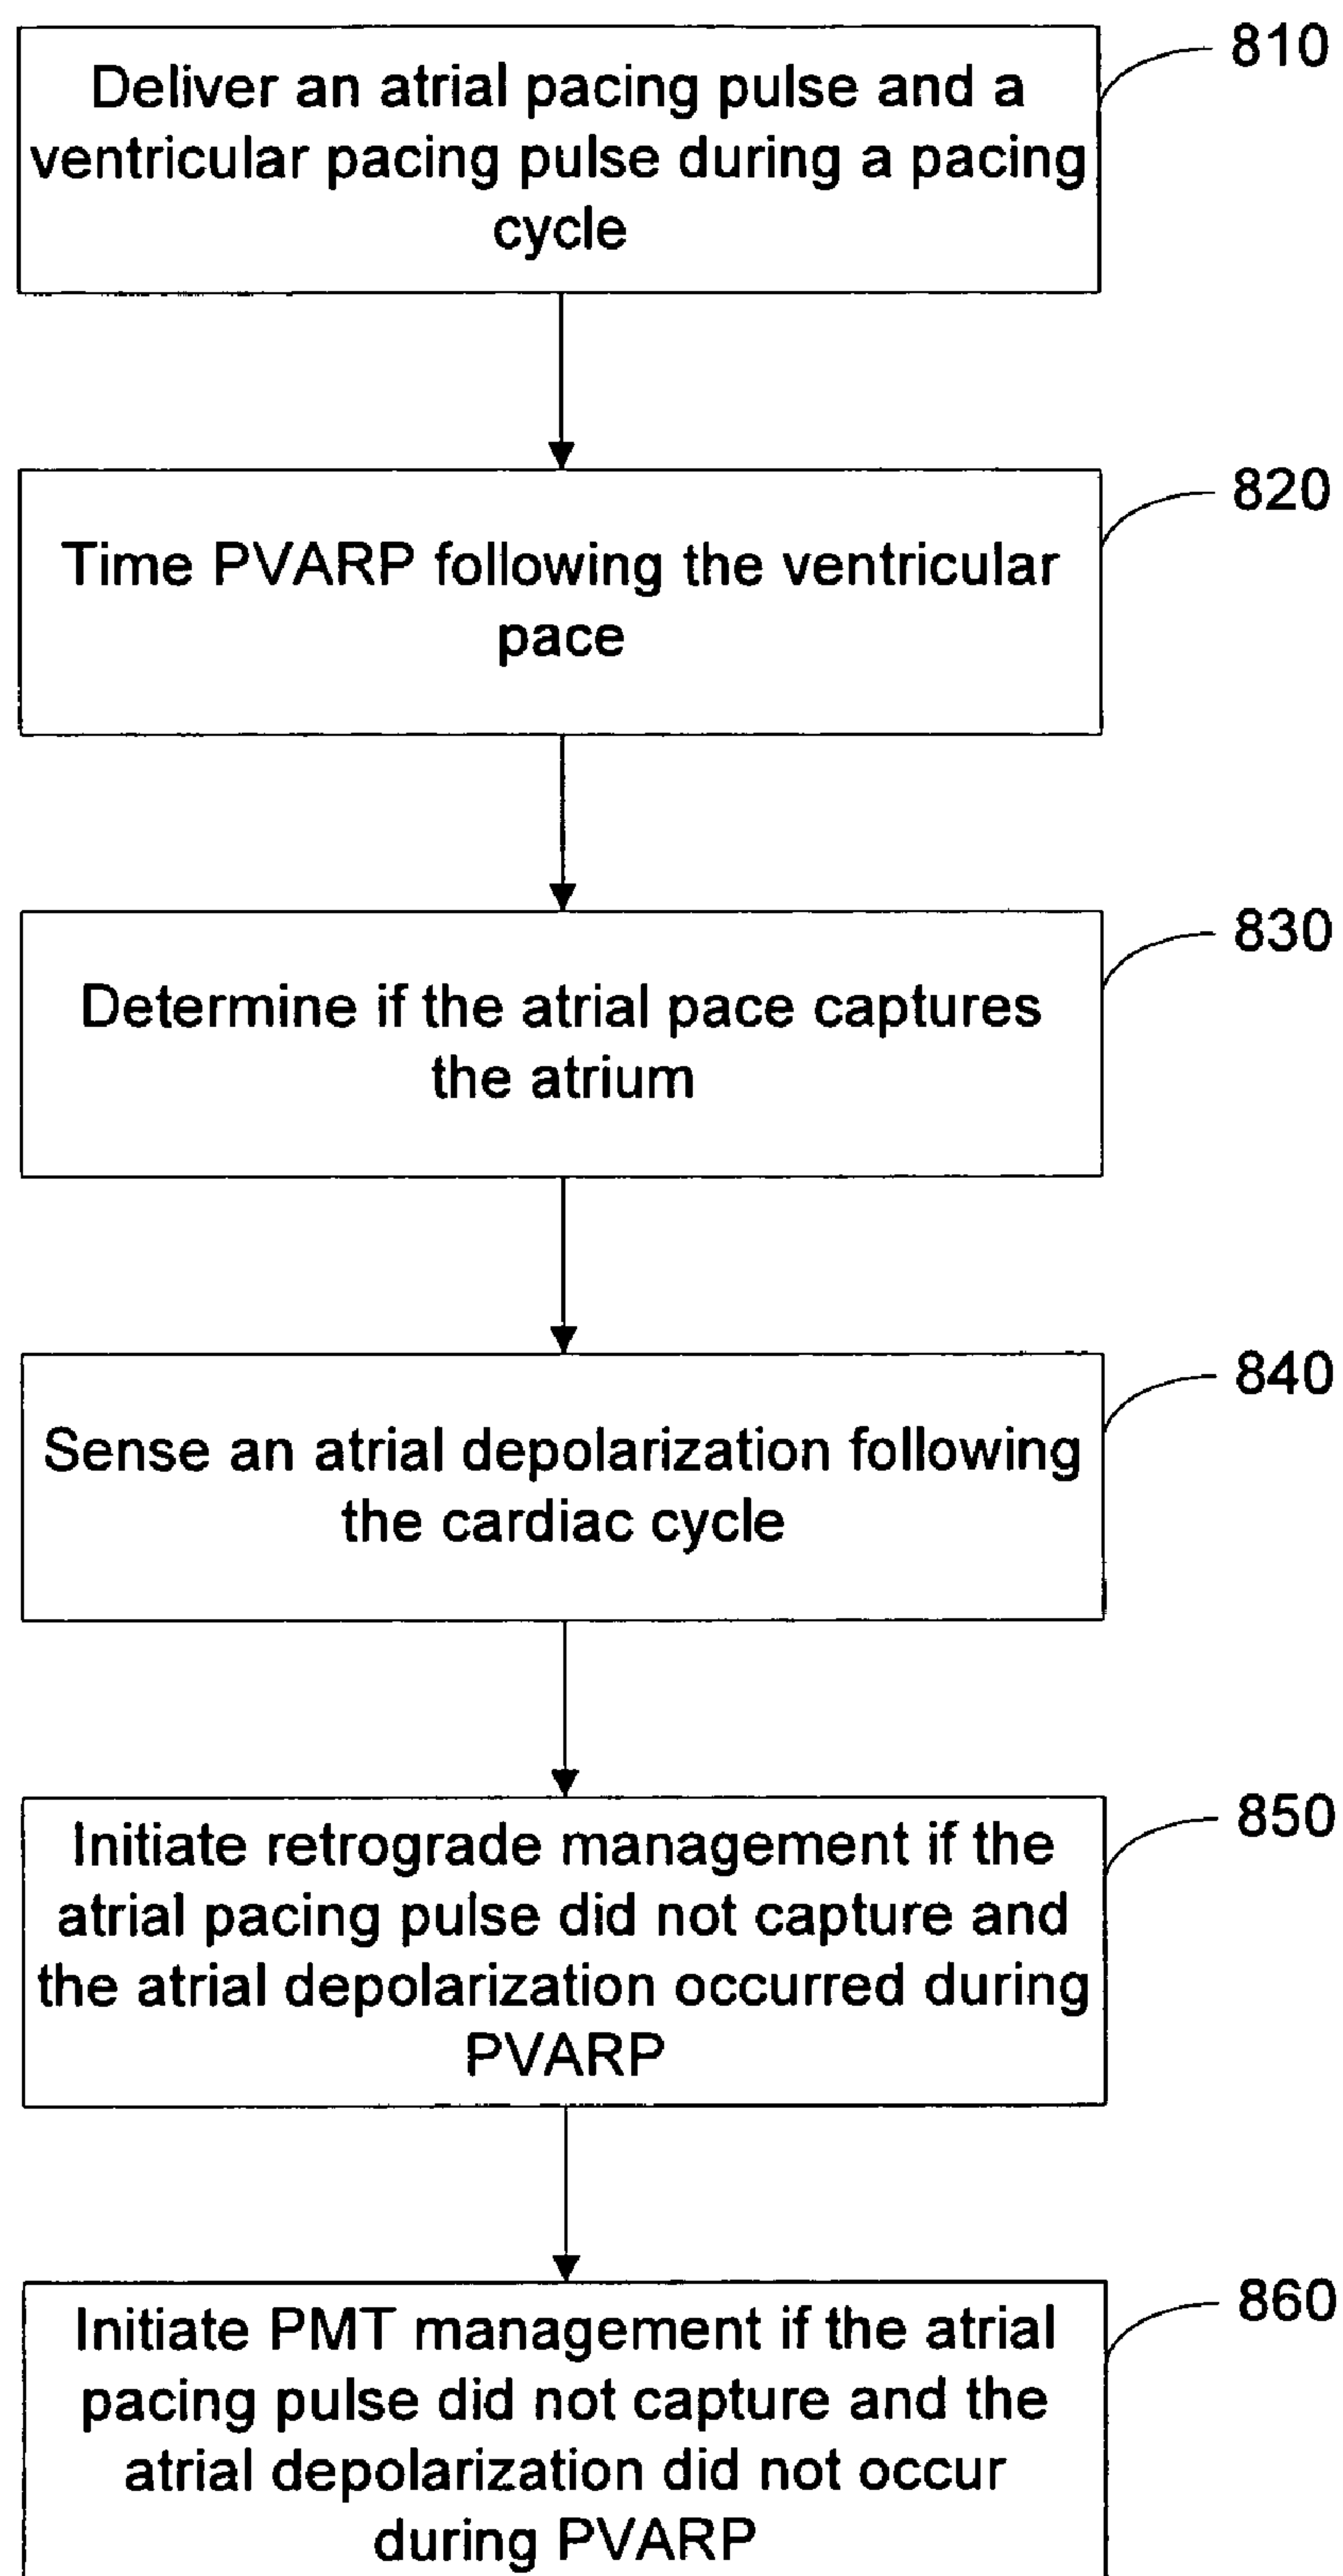 Deliver an atrial pacing pulse and a
ventricular pacing pulse during a pacing
cycle
810
Time PVARP following the ventricular
pace
820
Determine if the atrial pace captures
the atrium
830
Sense an atrial depolarization following
the cardiac cycle
840
Initiate retrograde management if the
atrial pacing pulse did not capture and
the atrial depolarization occurred during
PVARP
850
Initiate PMT management if the atrial
pacing pulse did not capture and the
atrial depolarization did not occur
during PVARP
860